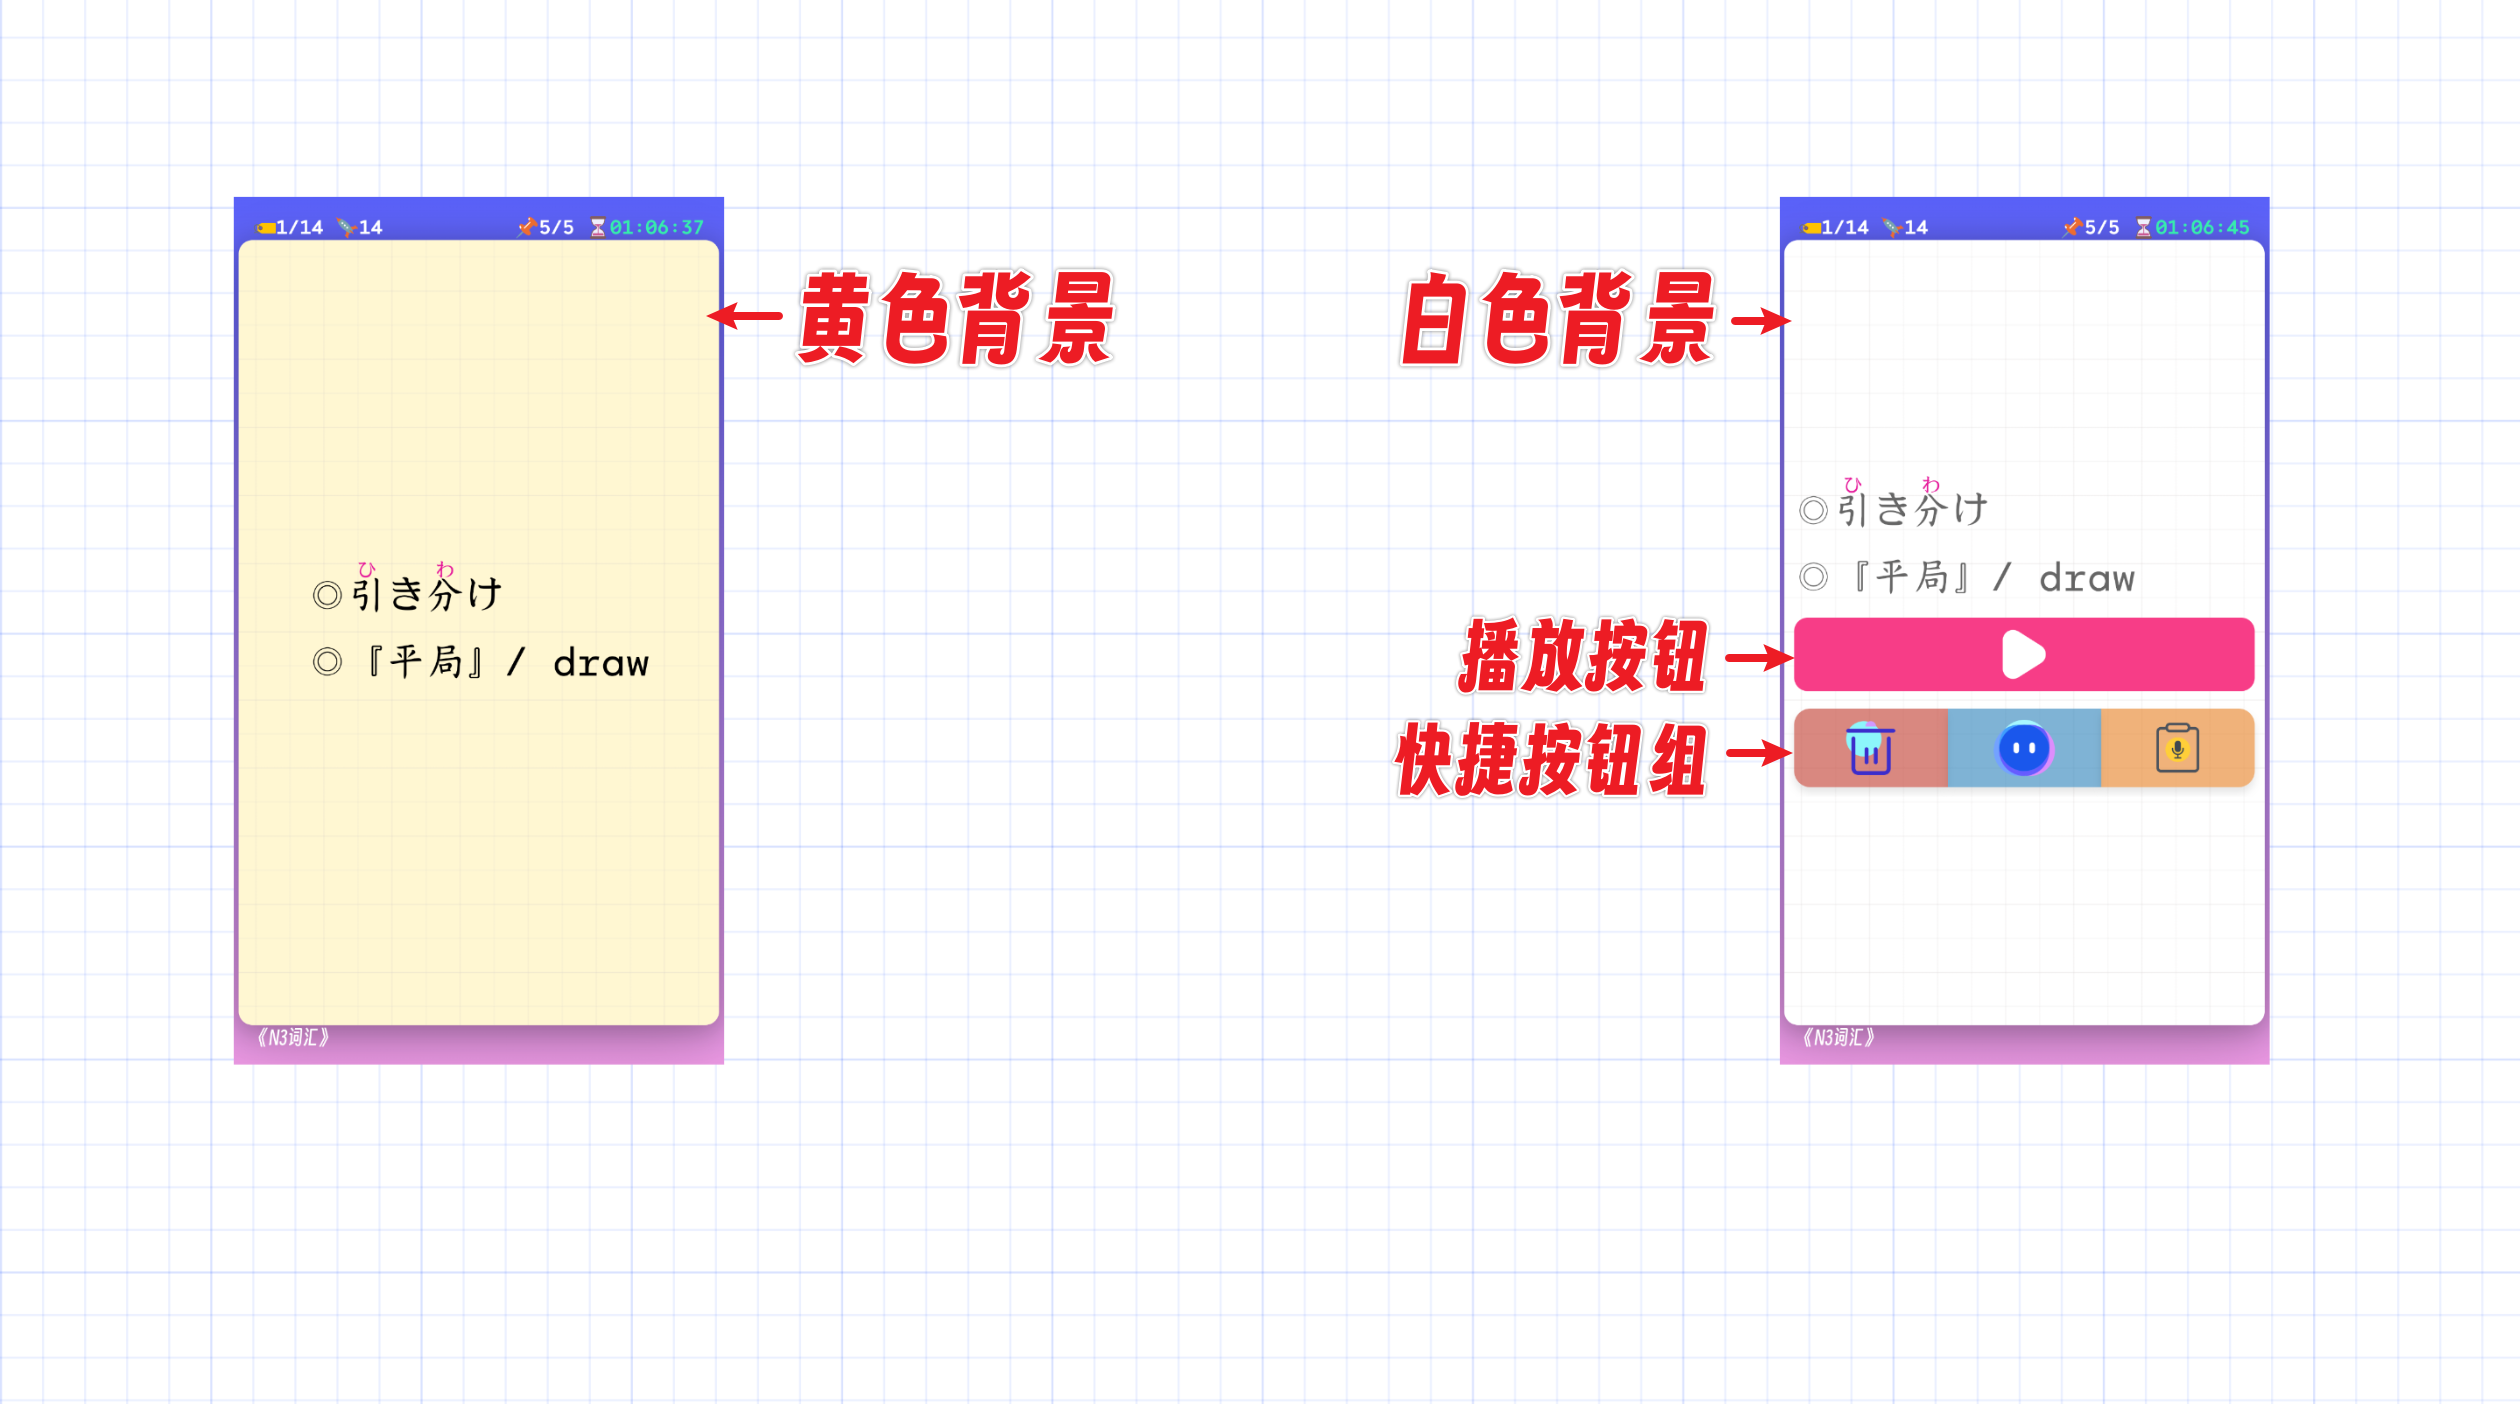 1/14 14 5/5 01:06:37
黄色背景
ひ わ
◎引き分け
◎『平局』/ draw
《N3词汇》
1/14 14 5/5 01:06:45
白色背景
ひ わ
◎引き分け
◎『平局』/ draw
播放按钮
快捷按钮组
《N3词汇》